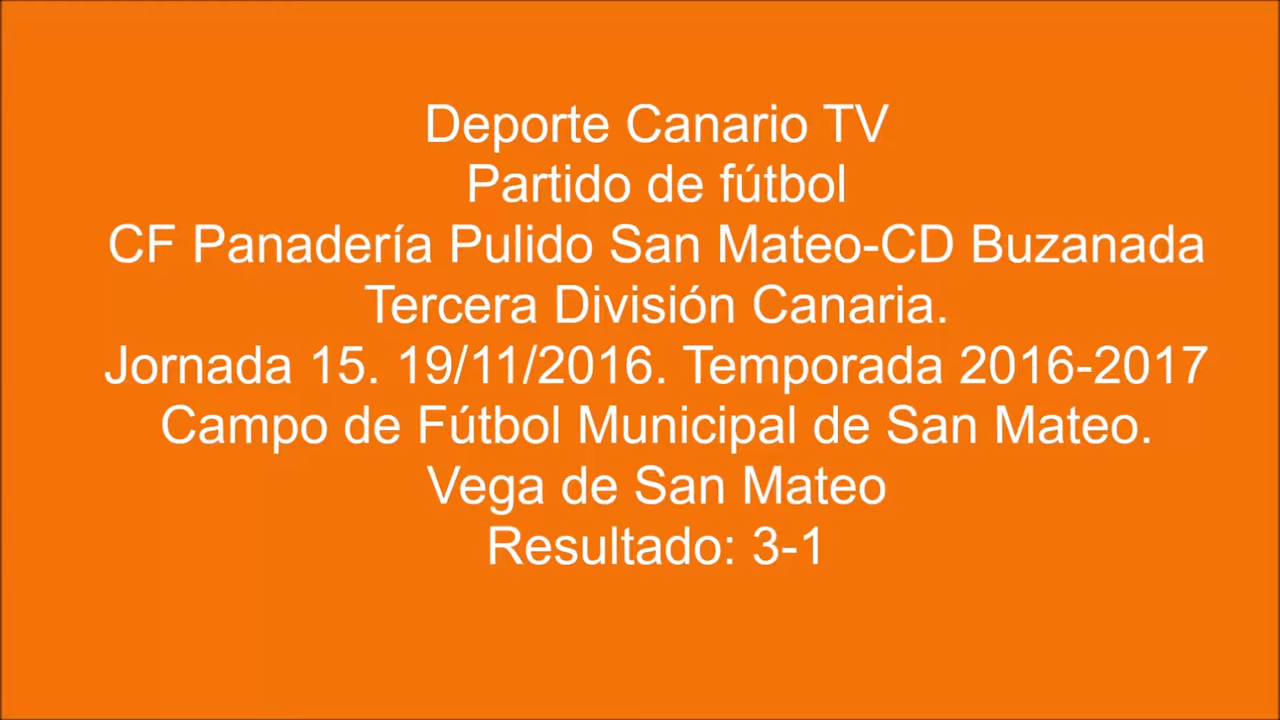 Deporte Canario TV
Partido de fútbol
CF Panadería Pulido San Mateo-CD Buzanada
Tercera División Canaria.
Jornada 15. 19/11/2016. Temporada 2016-2017
Campo de Fútbol Municipal de San Mateo.
Vega de San Mateo
Resultado: 3-1